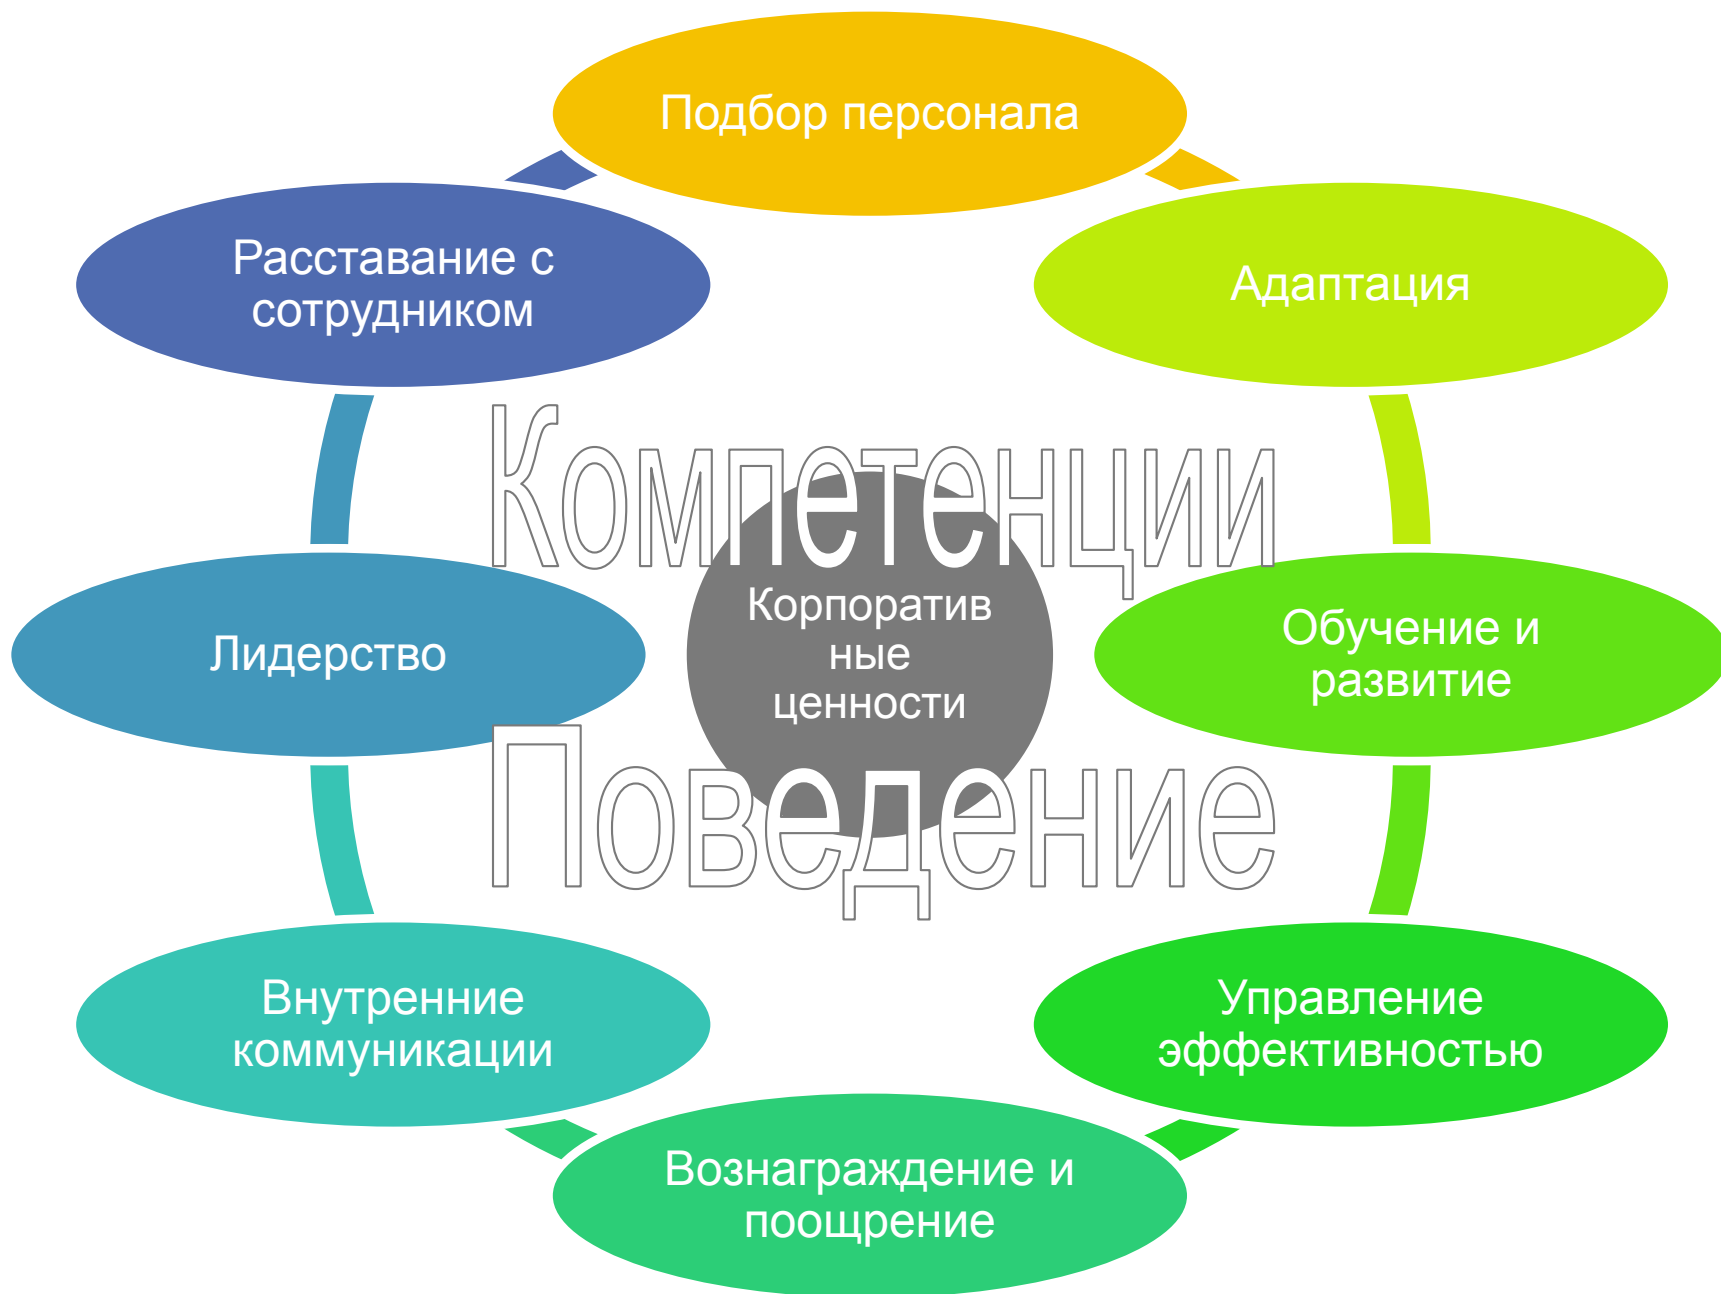 Подбор персонала
Расставание с
сотрудником
Адаптация
Компетенции
Корпоратив
ные
ценности
Лидерство
Обучение и
развитие
Поведение
Внутренние
коммуникации
Управление
эффективностью
Вознаграждение и
поощрение